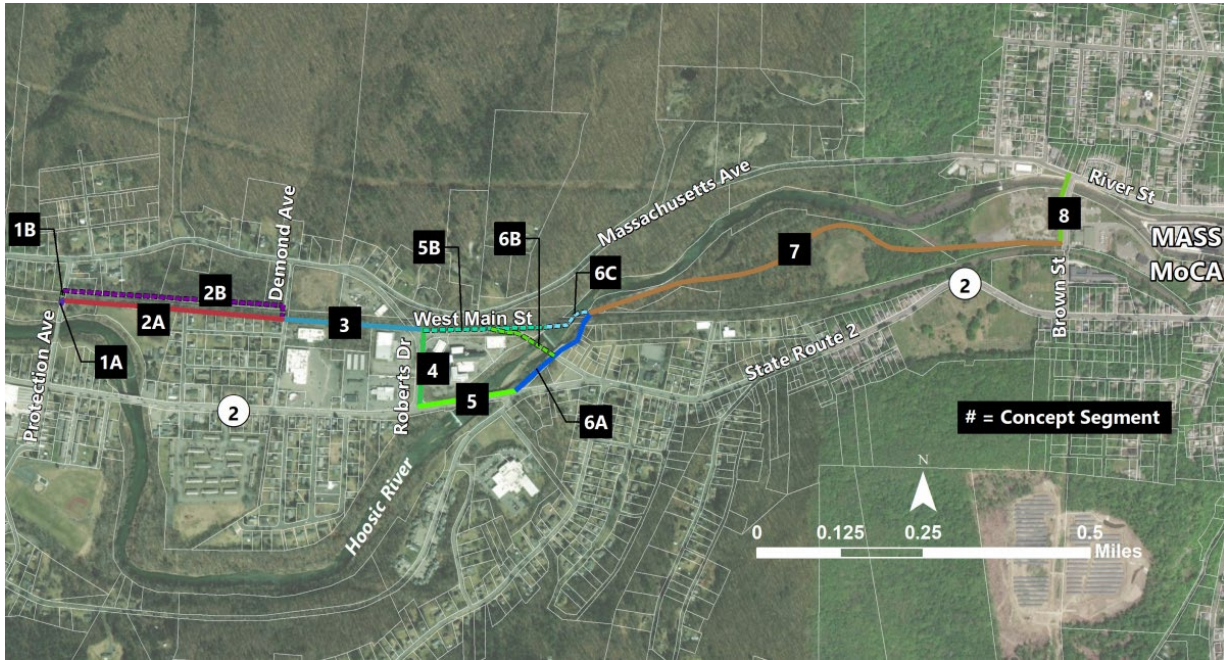 Massachusetts Ave
River St
8
MASS
MoCA
Brown St
7
2
State Route 2
1B
Demond Ave
2B
5B
6B
6C
West Main St
2A
3
Protection Ave
1A
Roberts Dr
4
5
6A
2
Hoosic River
# = Concept Segment
N
0
0.125
0.25
0.5
Miles